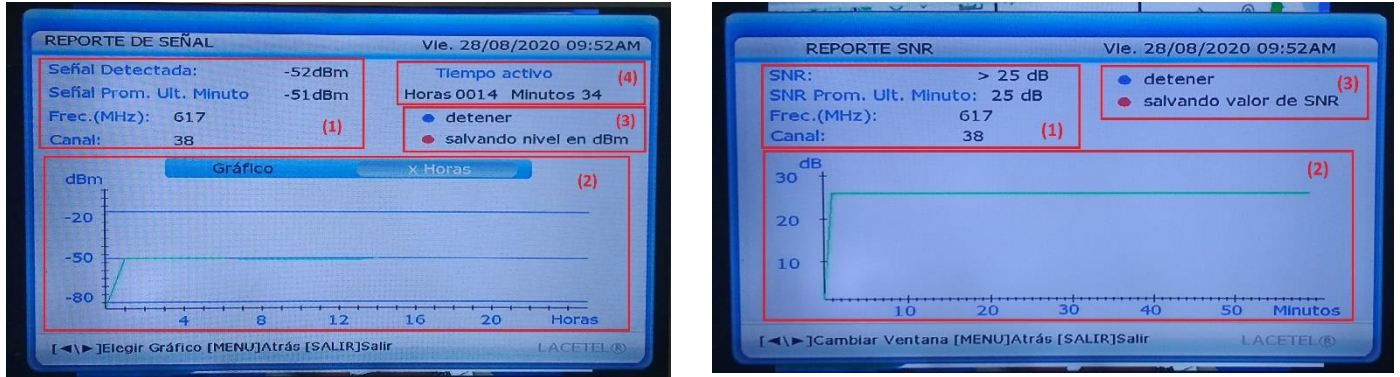 REPORTE DE SEÑAL Vie. 28/08/2020 09:52AM
Señal Detectada: -52dBm
Señal Prom. Ult. Minuto -51dBm
Frec.(MHz): 617
Canal: 38
(1)
Tiempo activo (4)
Horas 0014 Minutos 34
detener (3)
salvando nivel en dBm
Gráfico x Horas (2)
dBm
-20
-50
-80
4 8 12 16 20 Horas
[◄\►]Elegir Gráfico [MENU]Atrás [SALIR]Salir LACETEL®
REPORTE SNR Vie. 28/08/2020 09:52AM
SNR: > 25 dB
SNR Prom. Ult. Minuto: 25 dB
Frec.(MHz): 617
Canal: 38 (1)
detener (3)
salvando valor de SNR
dB (2)
30
20
10
10 20 30 40 50 Minutos
[◄\►]Cambiar Ventana [MENU]Atrás [SALIR]Salir LACETEL®